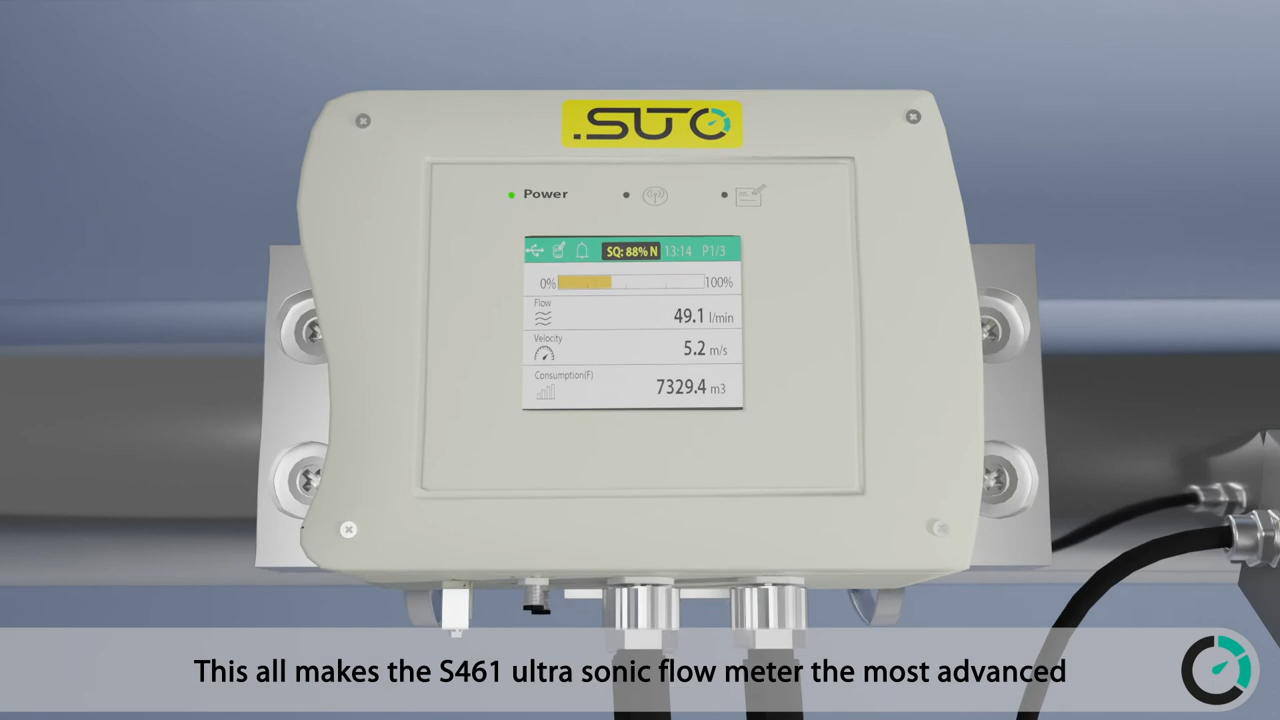 .SUTO
Power
SQ: 88% N 13:14 P1/3
0% 100%
Flow
49.1 l/min
Velocity
5.2 m/s
Consumption(F)
7329.4 m3
This all makes the S461 ultra sonic flow meter the most advanced